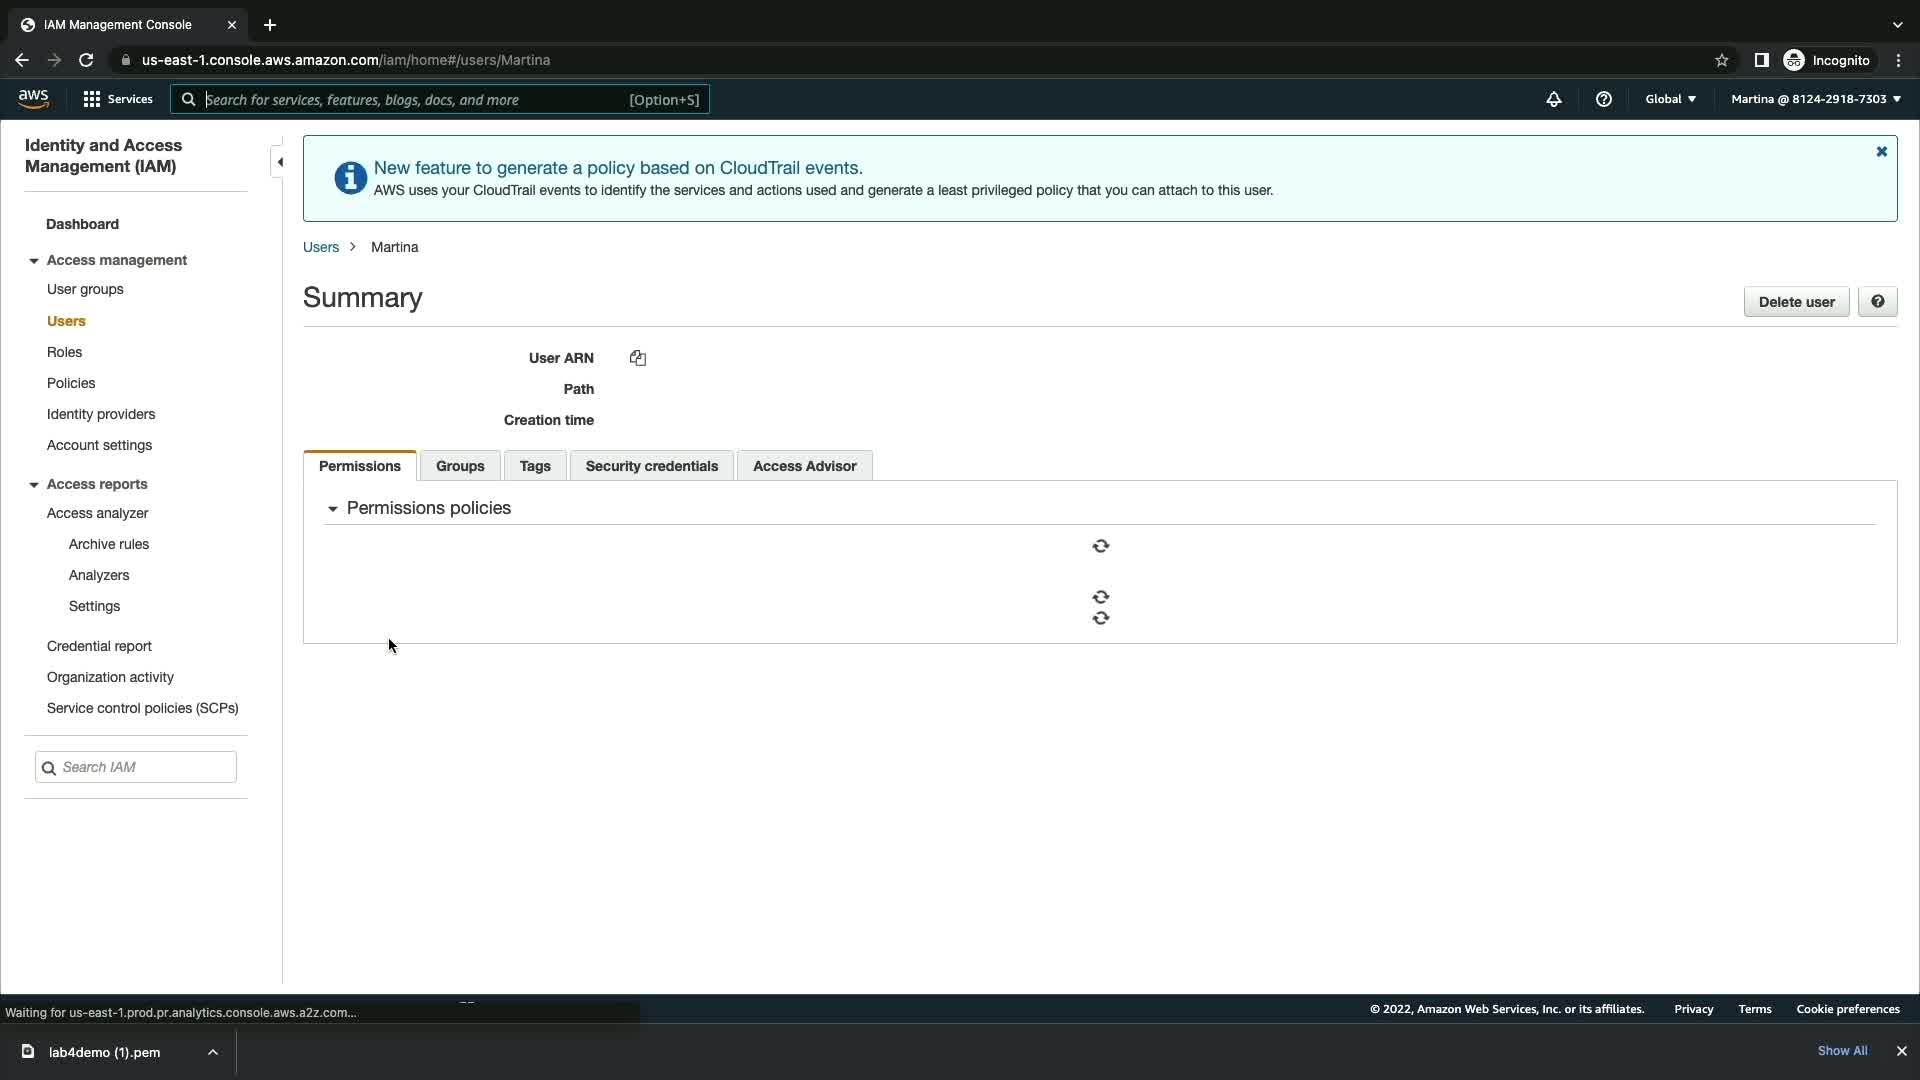 IAM Management Console
us-east-1.console.aws.amazon.com/iam/home#/users/Martina
Incognito
aws
Services
Search for services, features, blogs, docs, and more
[Option+S]
Global
Martina @ 8124-2918-7303
Identity and Access
Management (IAM)
Dashboard
Access management
User groups
Users
Roles
Policies
Identity providers
Account settings
Access reports
Access analyzer
Archive rules
Analyzers
Settings
Credential report
Organization activity
Service control policies (SCPs)
Search IAM
New feature to generate a policy based on CloudTrail events.
AWS uses your CloudTrail events to identify the services and actions used and generate a least privileged policy that you can attach to this user.
Users > Martina
Summary
Delete user
User ARN
Path
Creation time
Permissions
Groups
Tags
Security credentials
Access Advisor
Permissions policies
Waiting for us-east-1.prod.pr.analytics.console.aws.a2z.com...
© 2022, Amazon Web Services, Inc. or its affiliates.
Privacy
Terms
Cookie preferences
lab4demo (1).pem
Show All